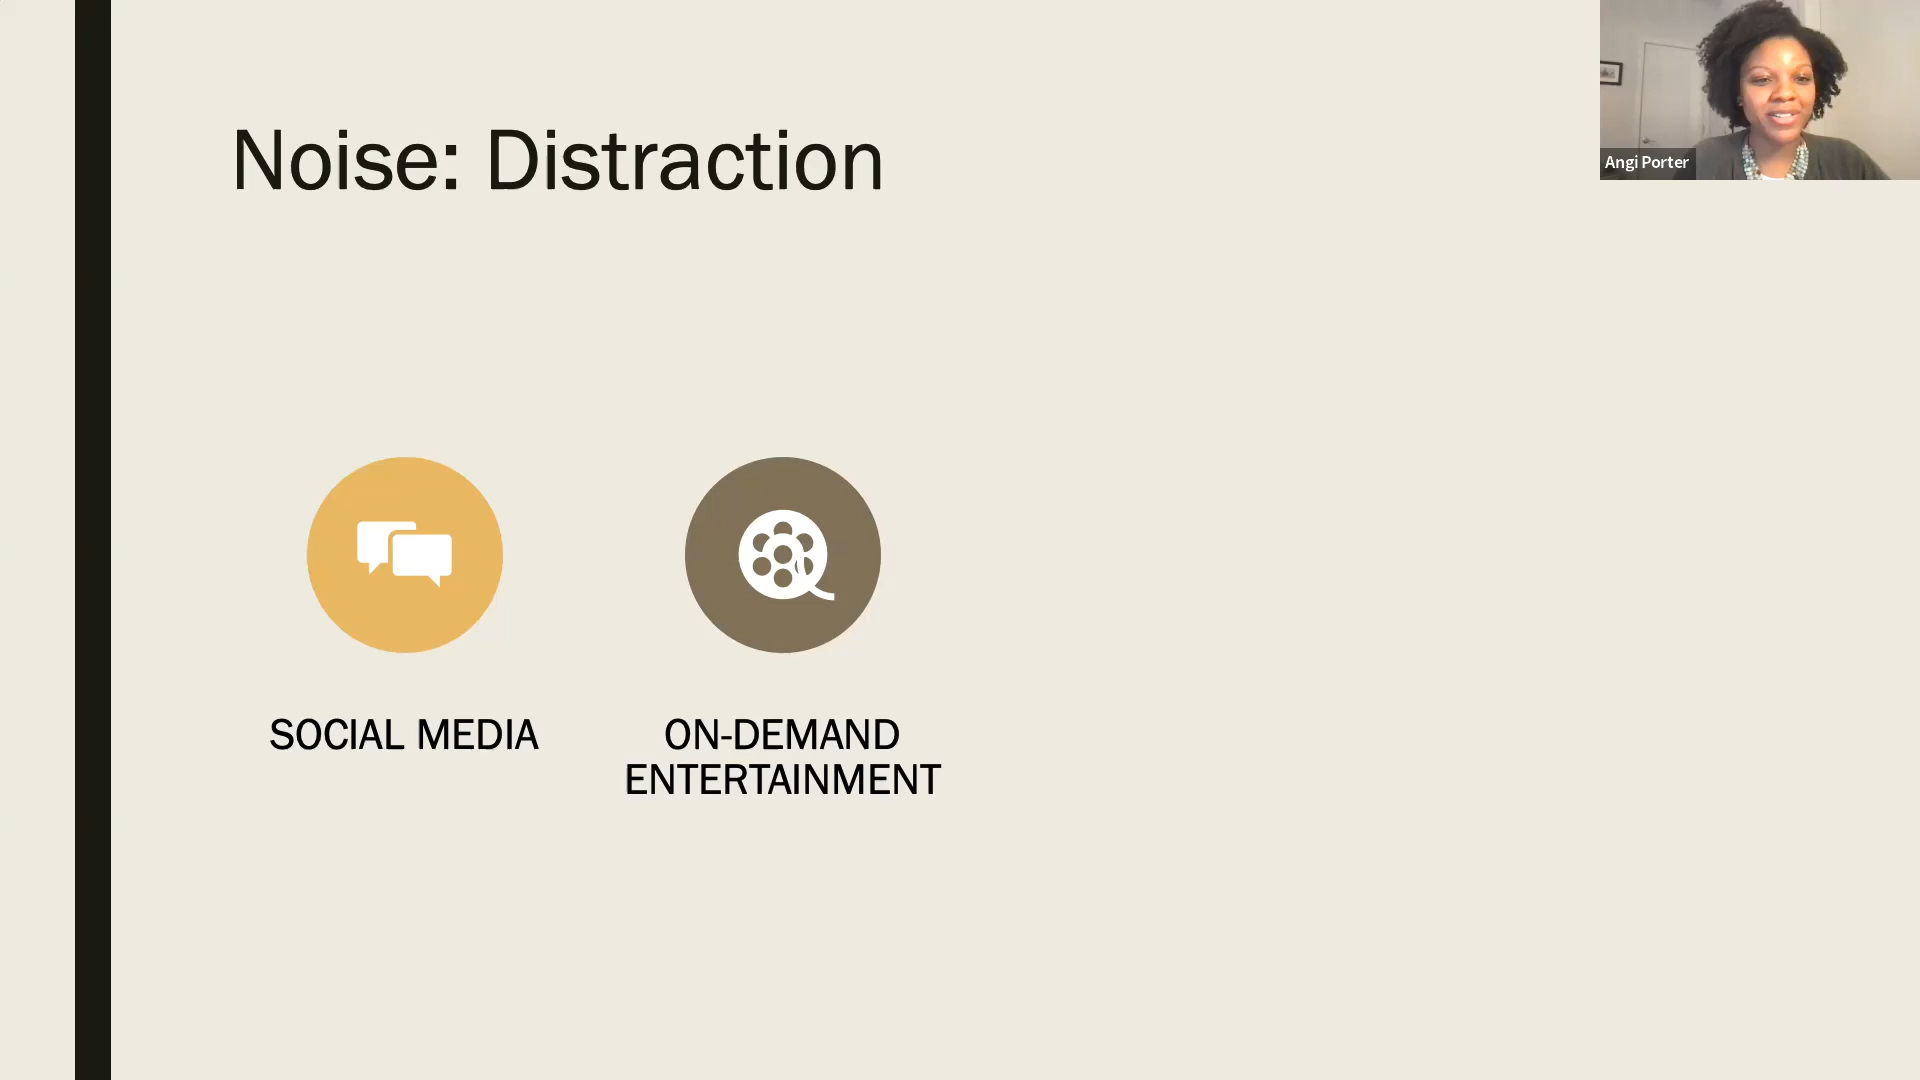 Noise: Distraction
Angi Porter
SOCIAL MEDIA
ON-DEMAND
ENTERTAINMENT